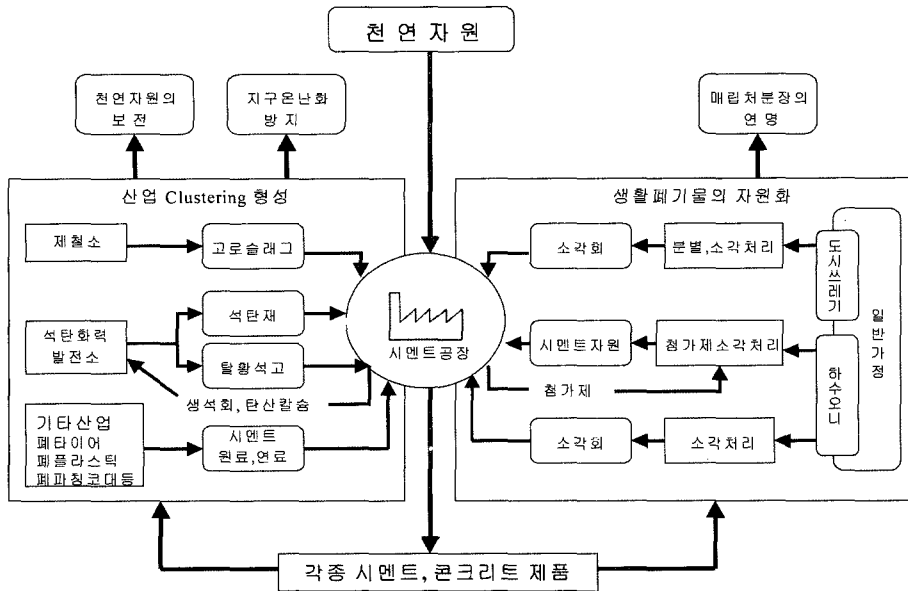 천 연 자 원
천연자원의
보 전
지구온난화
방 지
매립처분장의
연 명
산업 Clustering 형성
제철소
고로슬래그
석탄화력
발전소
석탄재
탈황석고
생석회, 탄산칼슘
기타산업
폐타이어
폐플라스틱
폐파칭코대등
시멘트
원료,연료
시멘트공장
생활폐기물의 자원화
소각회
분별,소각처리
도시쓰레기
시멘트자원
첨가제소각처리
첨가제
하수오니
일반가정
소각회
소각처리
각종 시멘트, 콘크리트 제품